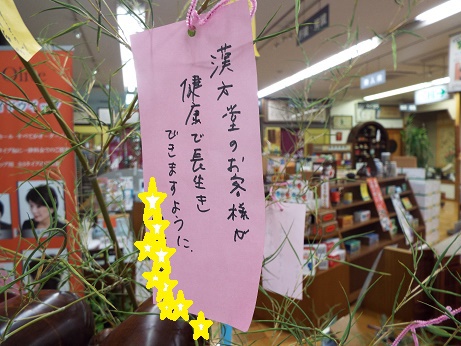 漢方堂のお客様が
健康で長生き
できますように、